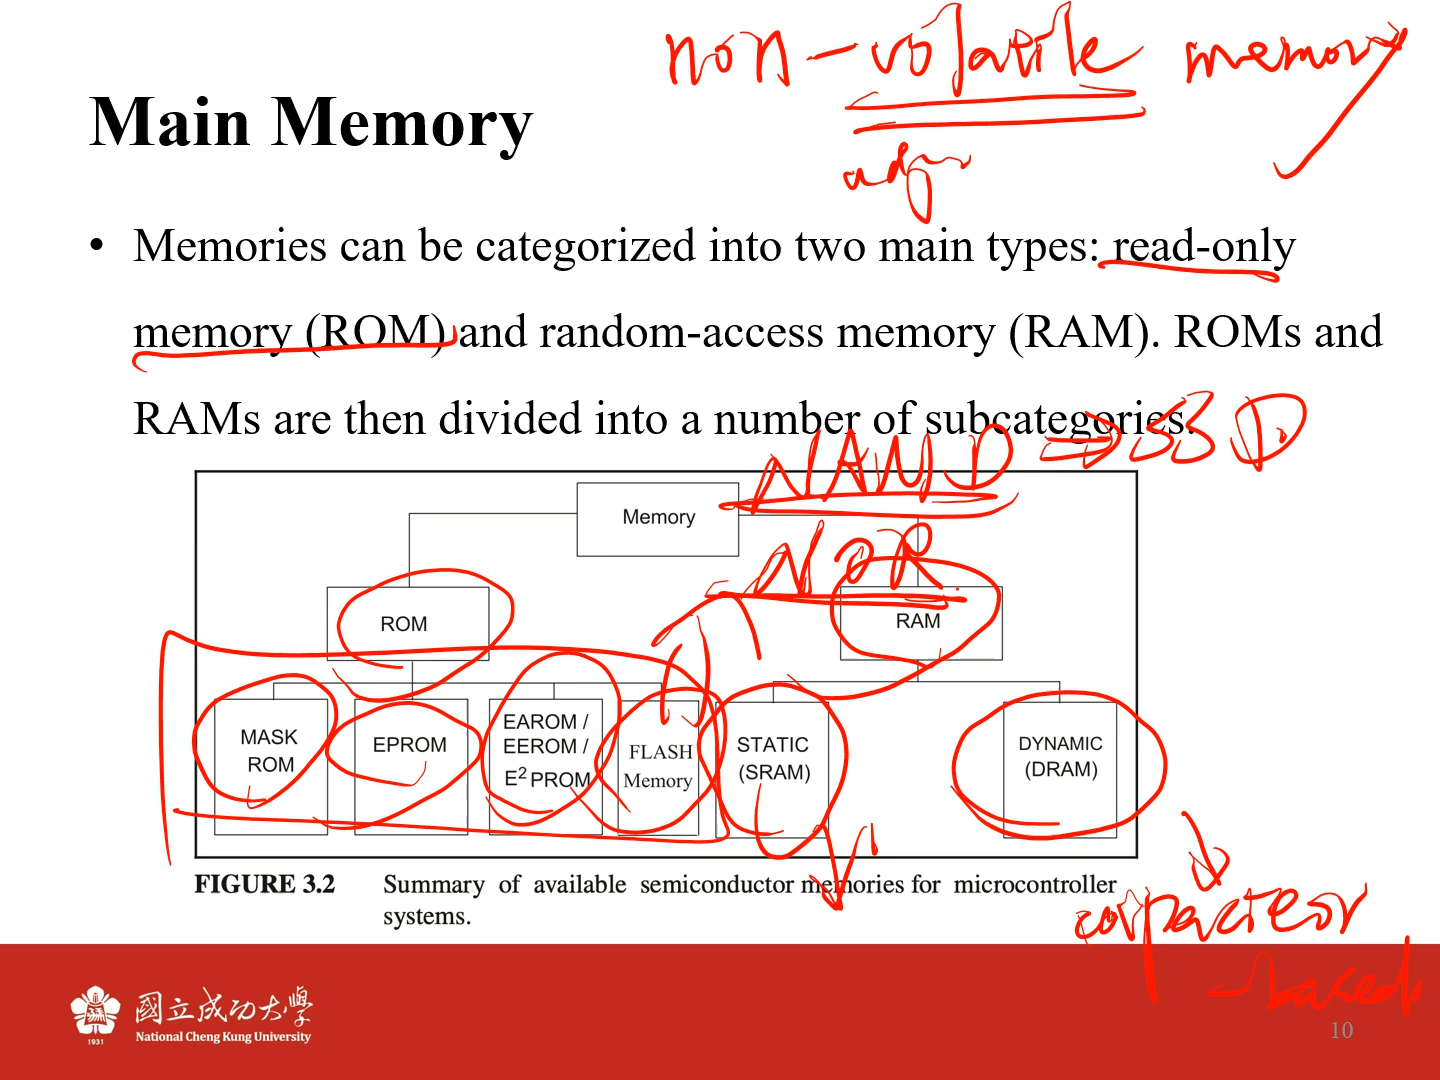 non-volatile memory
Main Memory
adj
• Memories can be categorized into two main types: read-only
memory (ROM) and random-access memory (RAM). ROMs and
RAMs are then divided into a number of subcategories.
NAND ⇒ SSD
Memory
NOR
ROM
RAM
MASK
ROM
EPROM
EAROM /
EEROM /
E² PROM
FLASH
Memory
STATIC
(SRAM)
DYNAMIC
(DRAM)
FIGURE 3.2 Summary of available semiconductor memories for microcontroller
systems.
-based
國立成功大學
National Cheng Kung University
1931
10